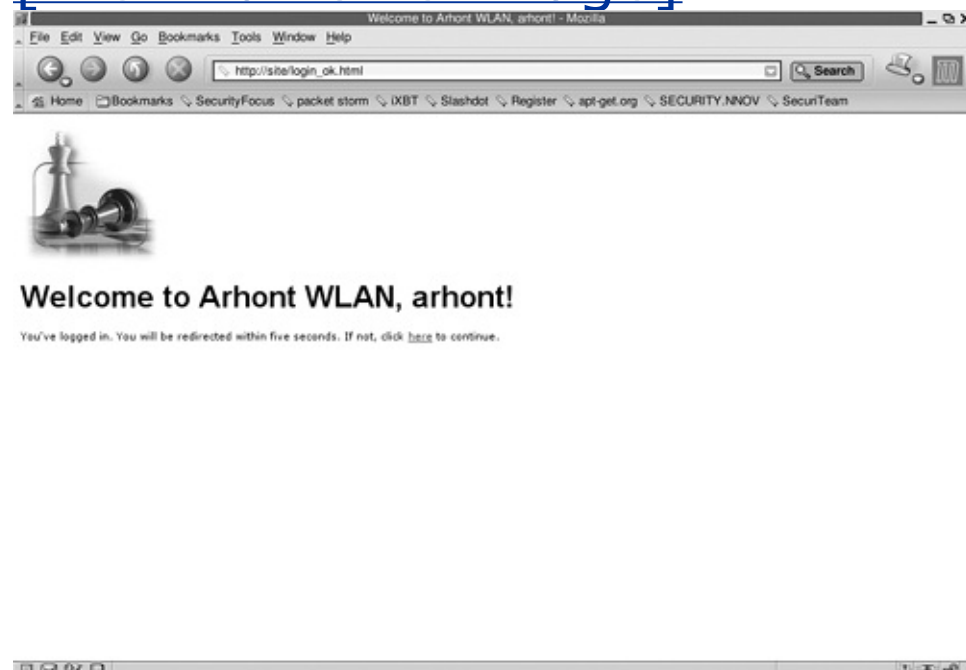 Welcome to Arhont WLAN, arhont! - Mozilla
File Edit View Go Bookmarks Tools Window Help
http://site/login_ok.html Search
Home Bookmarks SecurityFocus packet storm iXBT Slashdot Register apt-get.org SECURITY.NNOV SecuriTeam
Welcome to Arhont WLAN, arhont!
You've logged in. You will be redirected within five seconds. If not, click here to continue.